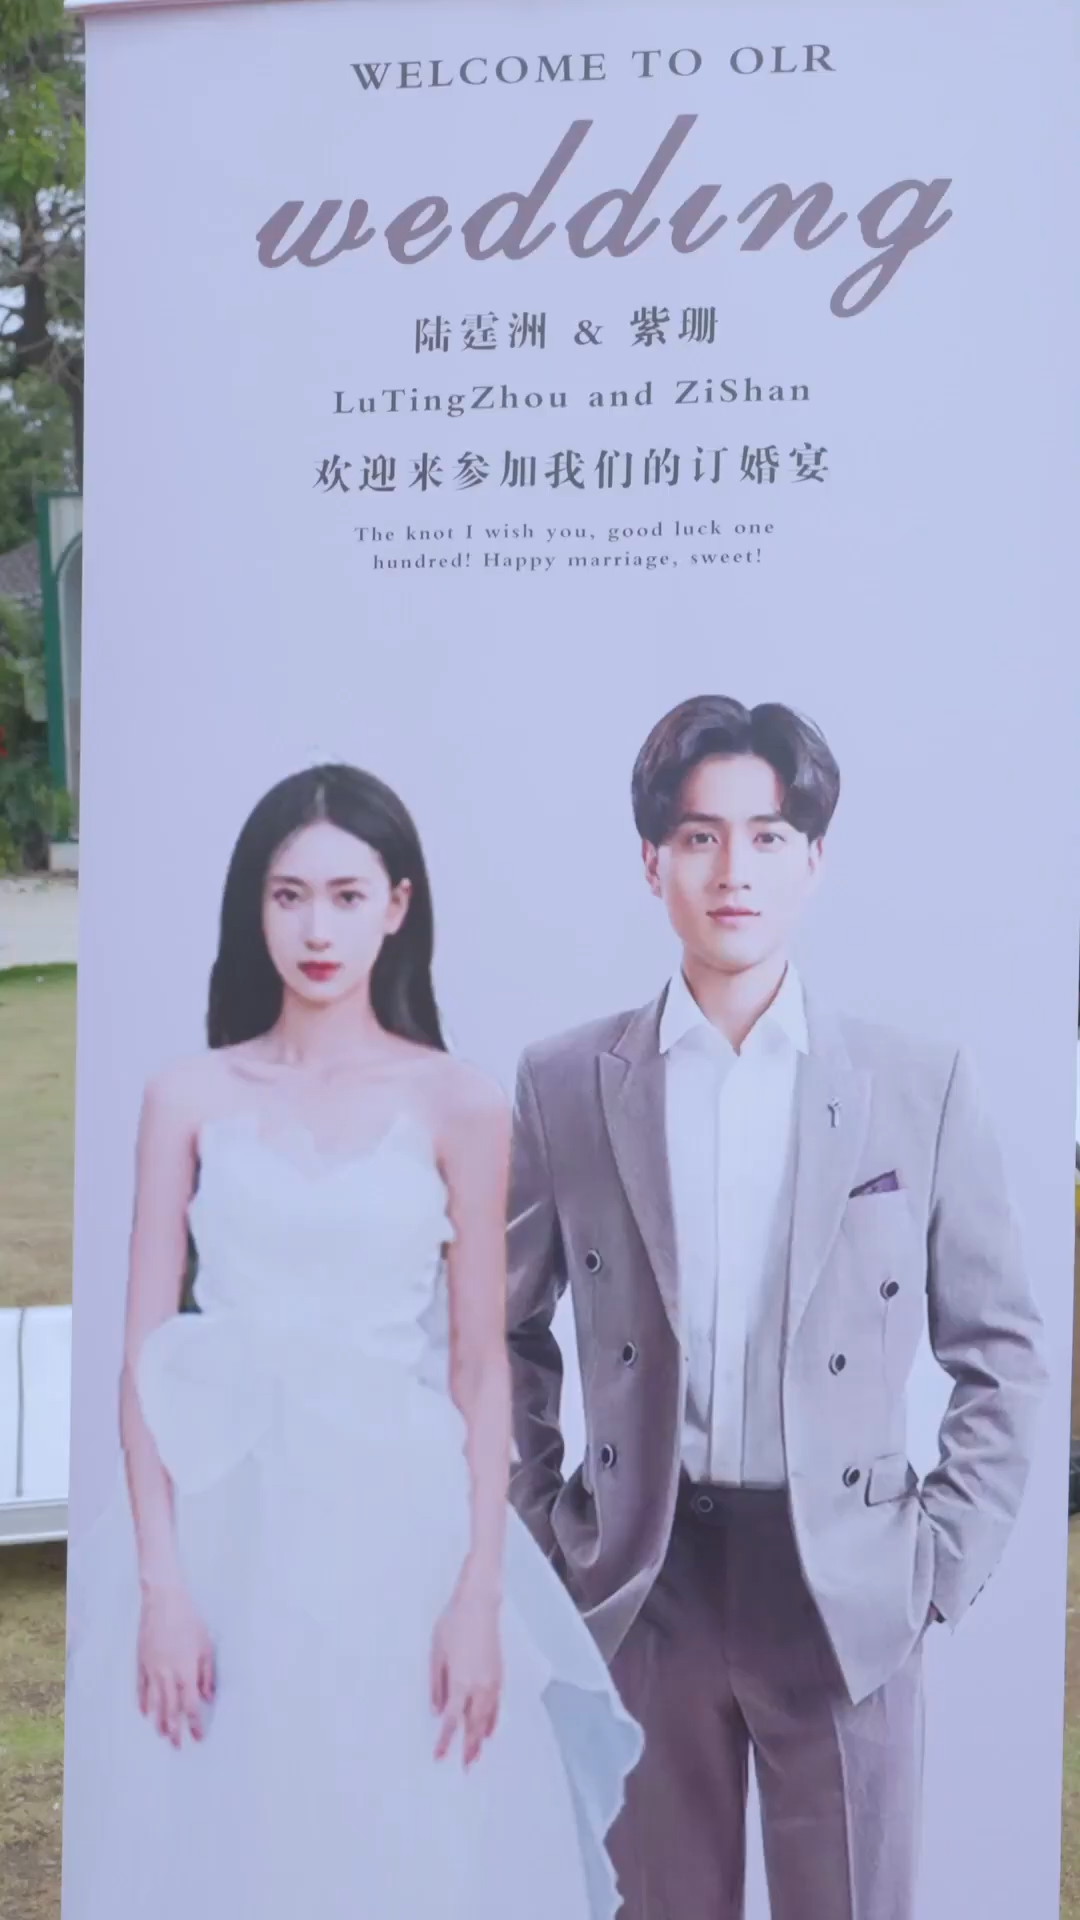 WELCOME TO OLR
wedding
陆霆洲 & 紫珊
LuTingZhou and ZiShan
欢迎来参加我们的订婚宴
The knot I wish you, good luck one
hundred! Happy marriage, sweet!